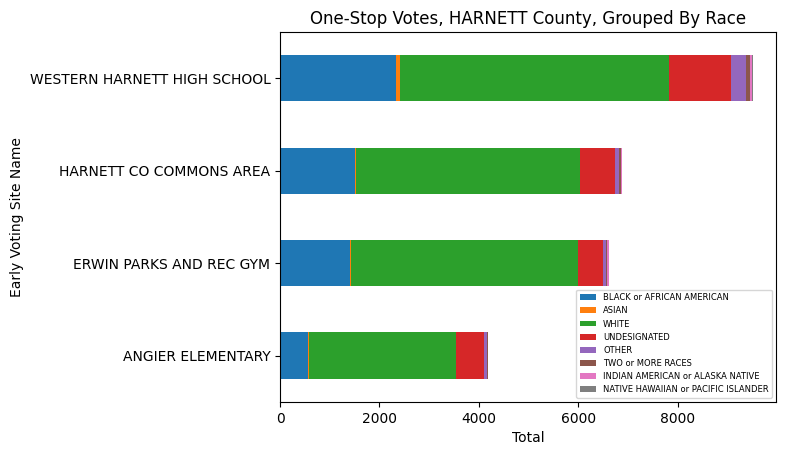 One-Stop Votes, HARNETT County, Grouped By Race
Early Voting Site Name
WESTERN HARNETT HIGH SCHOOL
HARNETT CO COMMONS AREA
ERWIN PARKS AND REC GYM
ANGIER ELEMENTARY
BLACK or AFRICAN AMERICAN
ASIAN
WHITE
UNDESIGNATED
OTHER
TWO or MORE RACES
INDIAN AMERICAN or ALASKA NATIVE
NATIVE HAWAIIAN or PACIFIC ISLANDER
0 2000 4000 6000 8000
Total